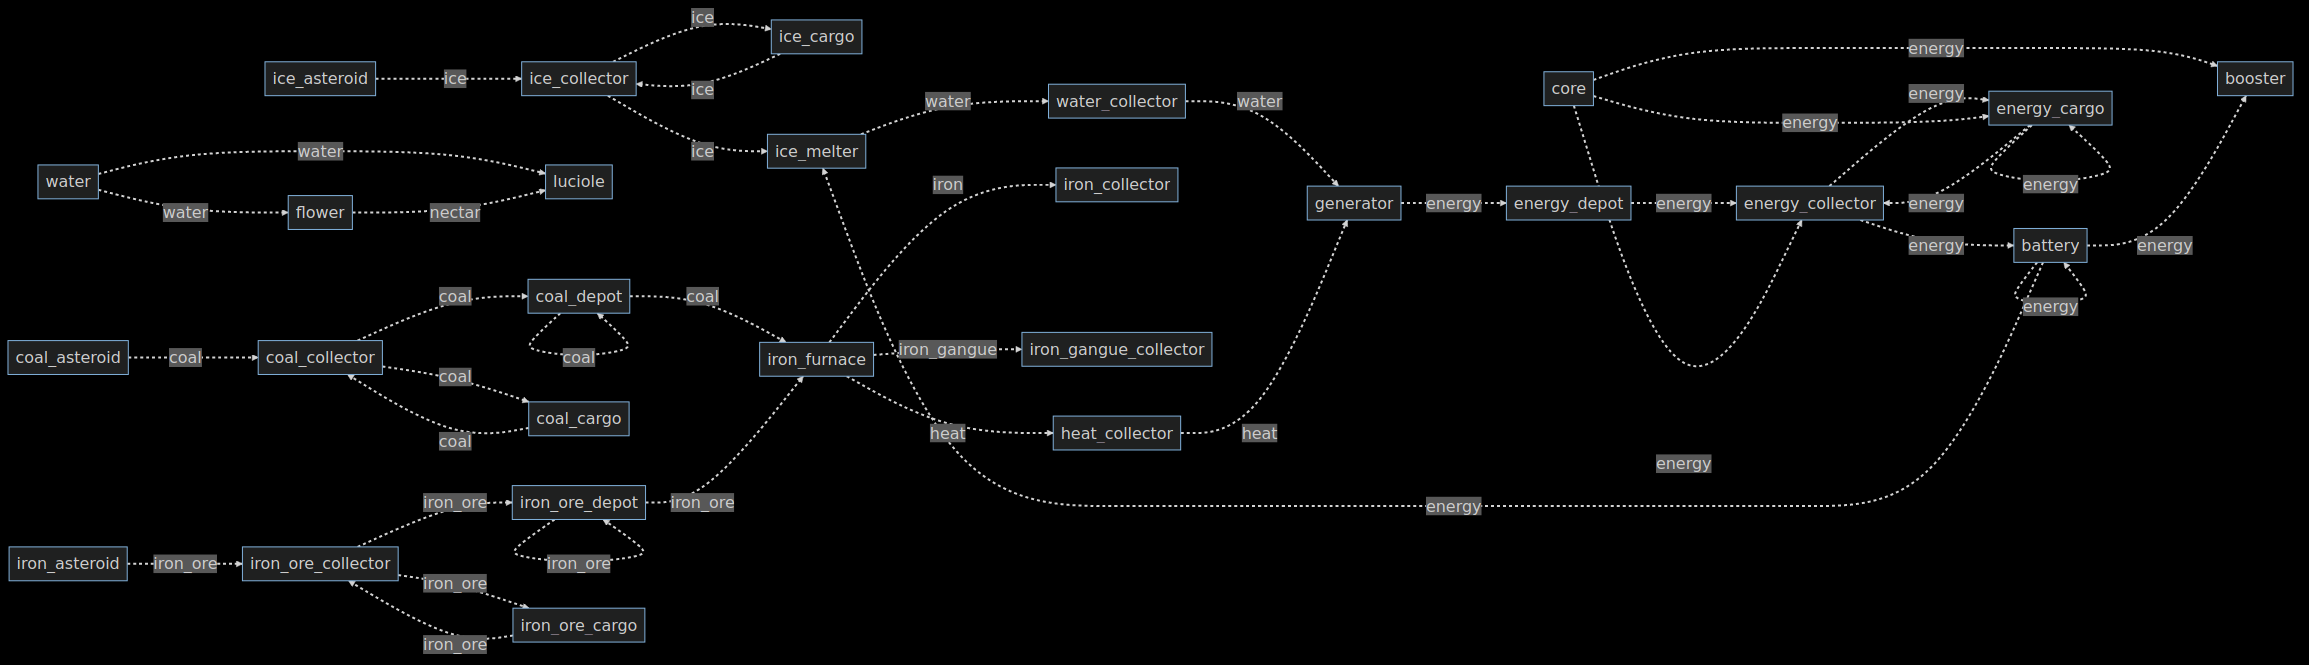 ice
ice_cargo
ice_asteroid
ice
ice_collector
ice
ice
ice_melter
water
water_collector
water
water
water
luciole
water
flower
nectar
iron
iron_collector
generator
energy
energy_depot
energy
energy_collector
core
energy
energy
energy
energy_cargo
energy
energy
booster
energy
battery
energy
energy
coal_asteroid
coal
coal_collector
coal
coal_depot
coal
coal
coal
coal_cargo
coal
iron_furnace
iron_gangue
iron_gangue_collector
heat
heat_collector
heat
energy
energy
iron_asteroid
iron_ore
iron_ore_collector
iron_ore
iron_ore_depot
iron_ore
iron_ore
iron_ore
iron_ore_cargo
iron_ore